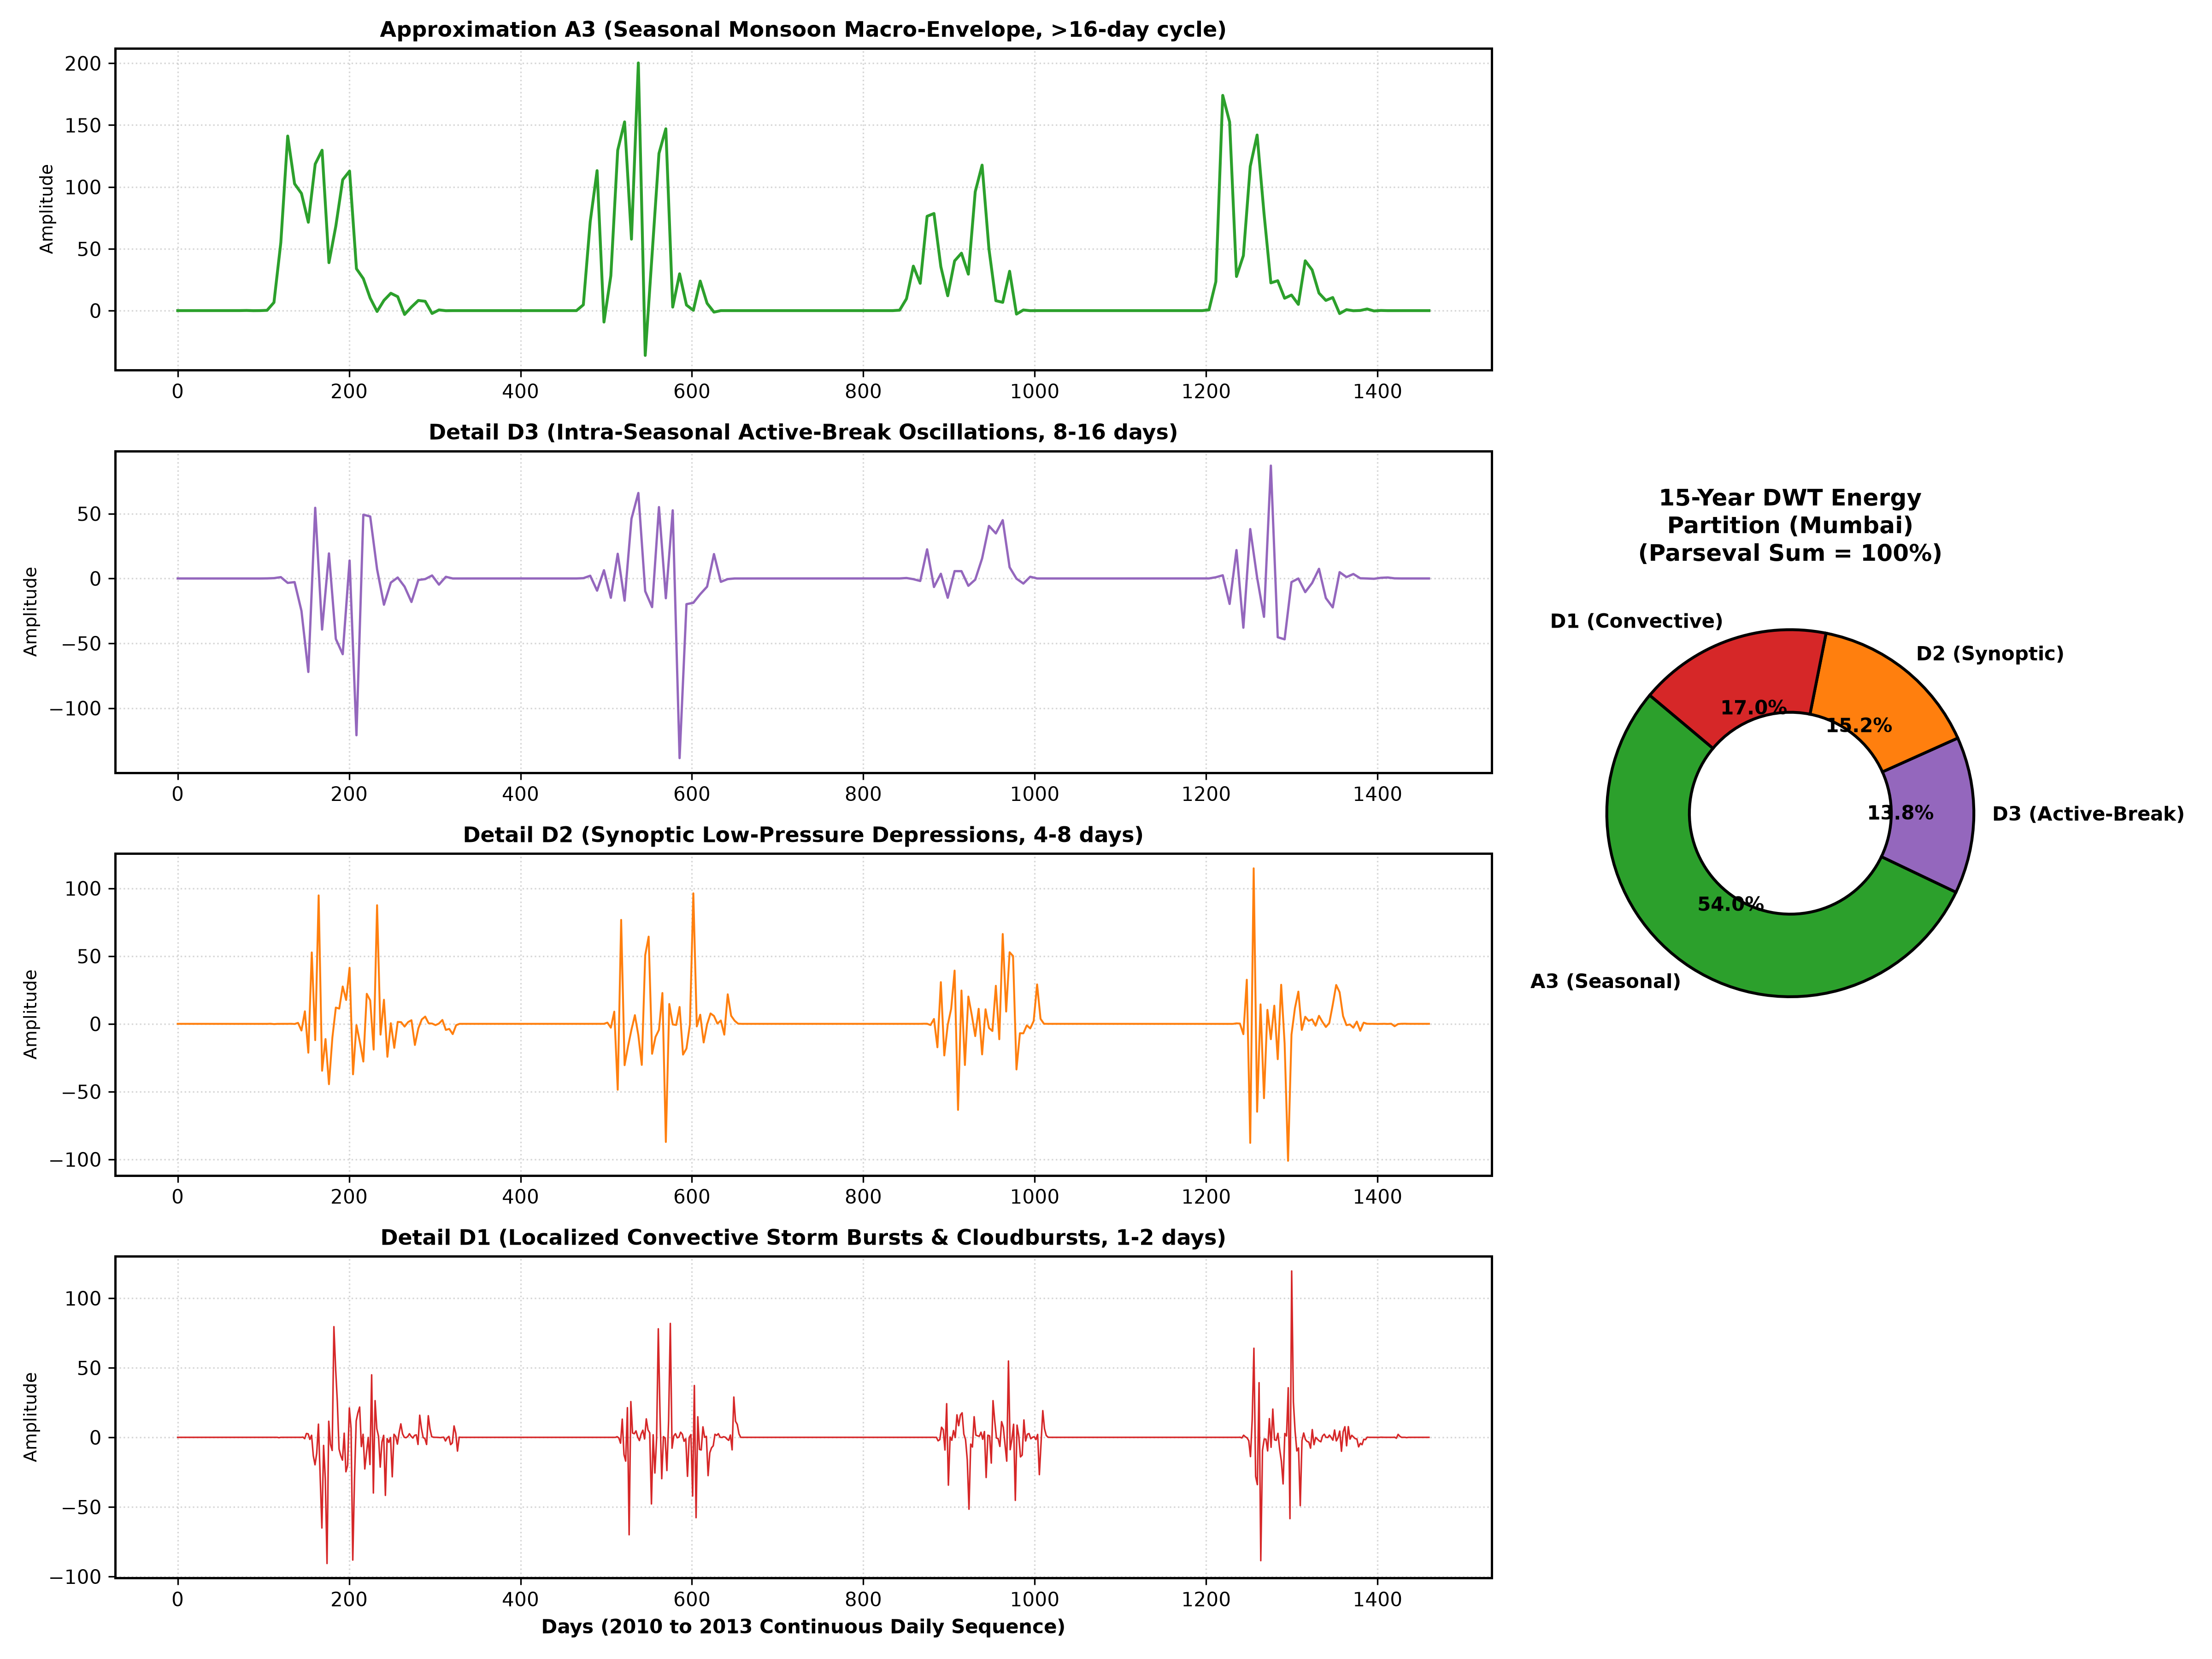 Approximation A3 (Seasonal Monsoon Macro-Envelope, >16-day cycle)
Amplitude
200
150
100
50
0
0 200 400 600 800 1000 1200 1400
Detail D3 (Intra-Seasonal Active-Break Oscillations, 8-16 days)
Amplitude
50
0
−50
−100
0 200 400 600 800 1000 1200 1400
Detail D2 (Synoptic Low-Pressure Depressions, 4-8 days)
Amplitude
100
50
0
−50
−100
0 200 400 600 800 1000 1200 1400
Detail D1 (Localized Convective Storm Bursts & Cloudbursts, 1-2 days)
Amplitude
100
50
0
−50
−100
0 200 400 600 800 1000 1200 1400
Days (2010 to 2013 Continuous Daily Sequence)
15-Year DWT Energy
Partition (Mumbai)
(Parseval Sum = 100%)
D1 (Convective)
D2 (Synoptic)
17.0%
15.2%
13.8%
D3 (Active-Break)
54.0%
A3 (Seasonal)